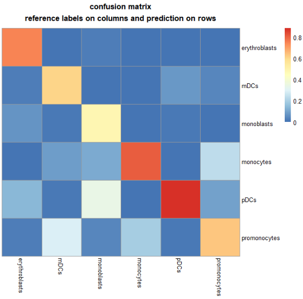 confusion matrix
reference labels on columns and prediction on rows
erythroblasts
mDCs
monoblasts
monocytes
pDCs
promonocytes
0.8
0.6
0.4
0.2
0
erythroblasts
mDCs
monoblasts
monocytes
pDCs
promonocytes